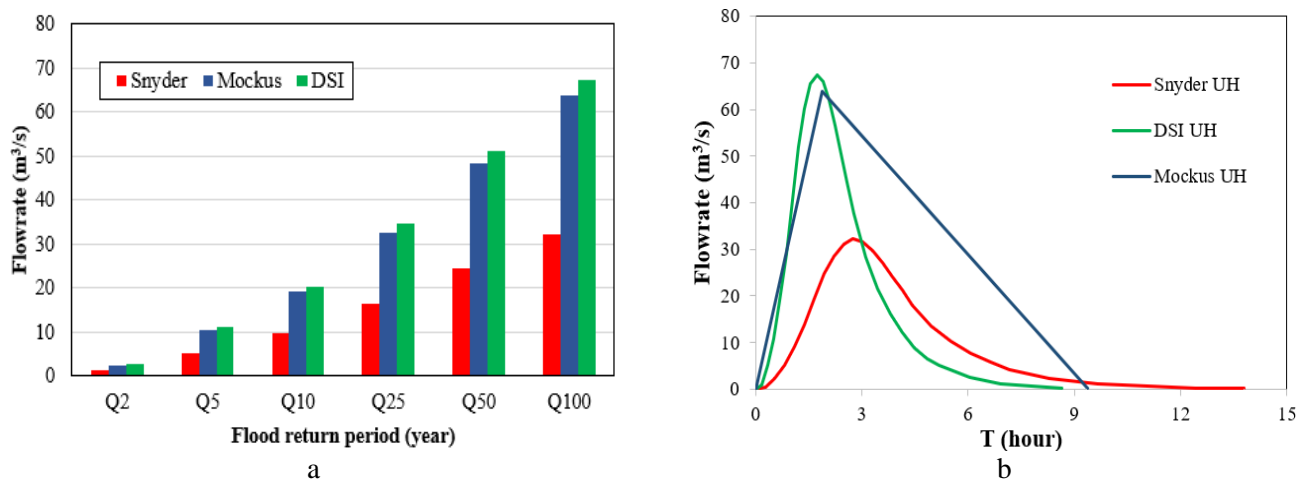 80
70
60
50
40
30
20
10
0
Flowrate (m³/s)
Snyder Mockus DSI
Q2 Q5 Q10 Q25 Q50 Q100
Flood return period (year)
a
80
70
60
50
40
30
20
10
0
Flowrate (m³/s)
Snyder UH
DSI UH
Mockus UH
0 3 6 9 12 15
T (hour)
b